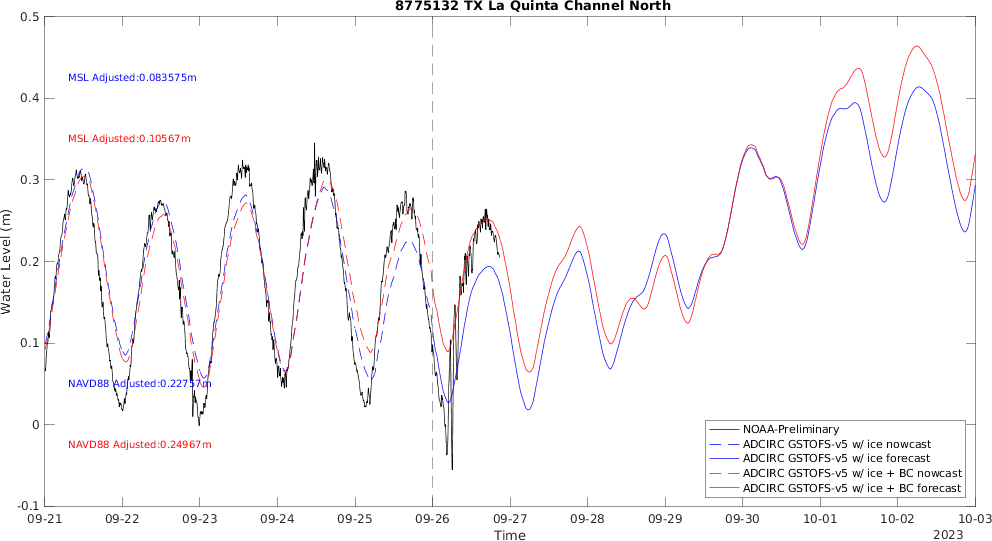 8775132 TX La Quinta Channel North
0.5
0.4
0.3
0.2
0.1
0
-0.1
Water Level (m)
MSL Adjusted:0.083575m
MSL Adjusted:0.10567m
NAVD88 Adjusted:0.22757m
NAVD88 Adjusted:0.24967m
NOAA-Preliminary
ADCIRC GSTOFS-v5 w/ ice nowcast
ADCIRC GSTOFS-v5 w/ ice forecast
ADCIRC GSTOFS-v5 w/ ice + BC nowcast
ADCIRC GSTOFS-v5 w/ ice + BC forecast
09-21 09-22 09-23 09-24 09-25 09-26 09-27 09-28 09-29 09-30 10-01 10-02 10-03
Time
2023